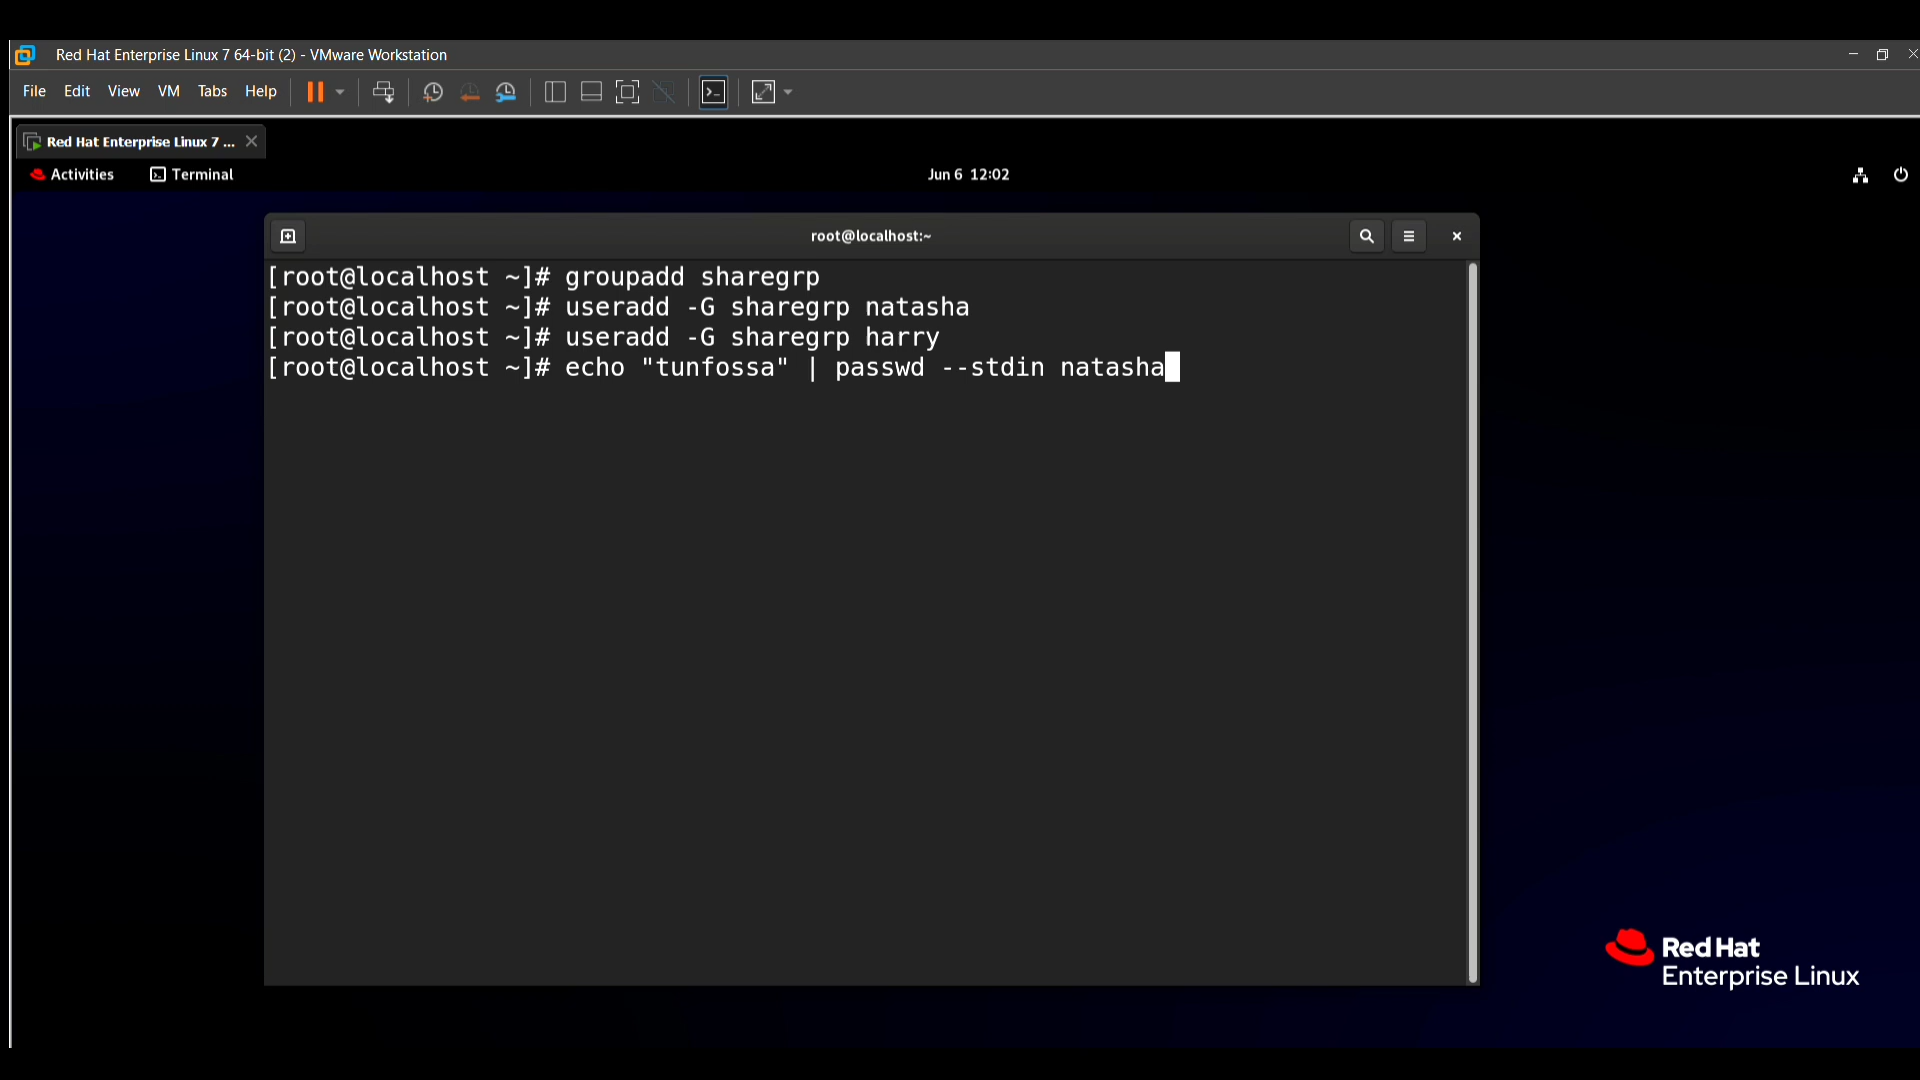 Red Hat Enterprise Linux 7 64-bit (2) - VMware Workstation
File Edit View VM Tabs Help
Red Hat Enterprise Linux 7 ...
Activities Terminal Jun 6 12:02
root@localhost:~
[root@localhost ~]# groupadd sharegrp
[root@localhost ~]# useradd -G sharegrp natasha
[root@localhost ~]# useradd -G sharegrp harry
[root@localhost ~]# echo "tunfossa" | passwd --stdin natasha
Red Hat
Enterprise Linux